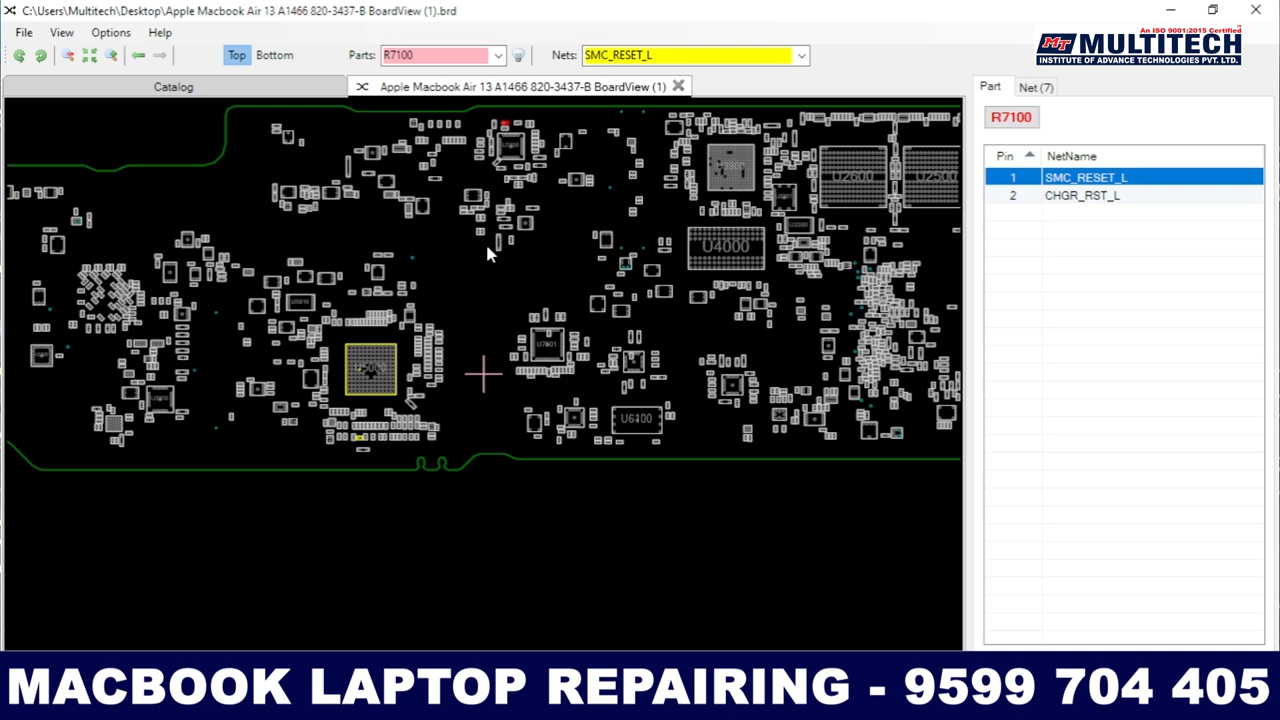 C:\Users\Multitech\Desktop\Apple Macbook Air 13 A1466 820-3437-B BoardView (1).brd
File View Options Help
Top Bottom Parts: R7100 Nets: SMC_RESET_L
An ISO 9001:2015 Certified
MT MULTITECH
INSTITUTE OF ADVANCE TECHNOLOGIES PVT. LTD.
Catalog
Apple Macbook Air 13 A1466 820-3437-B BoardView (1)
Part Net (7)
R7100
Pin NetName
1 SMC_RESET_L
2 CHGR_RST_L
U2600
U2500
U4000
U7801
U5000
U6100
MACBOOK LAPTOP REPAIRING - 9599 704 405